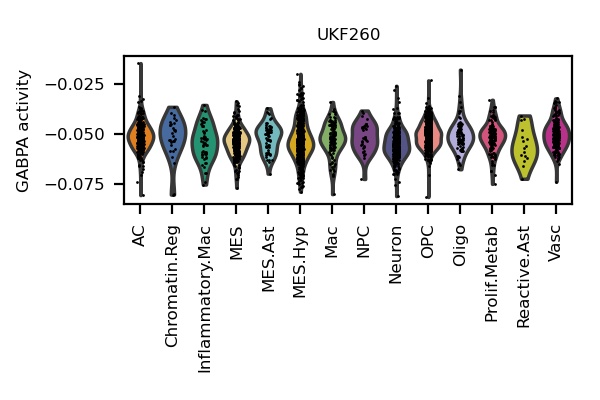 UKF260
GABPA activity
−0.025
−0.050
−0.075
AC
Chromatin.Reg
Inflammatory.Mac
MES
MES.Ast
MES.Hyp
Mac
NPC
Neuron
OPC
Oligo
Prolif.Metab
Reactive.Ast
Vasc